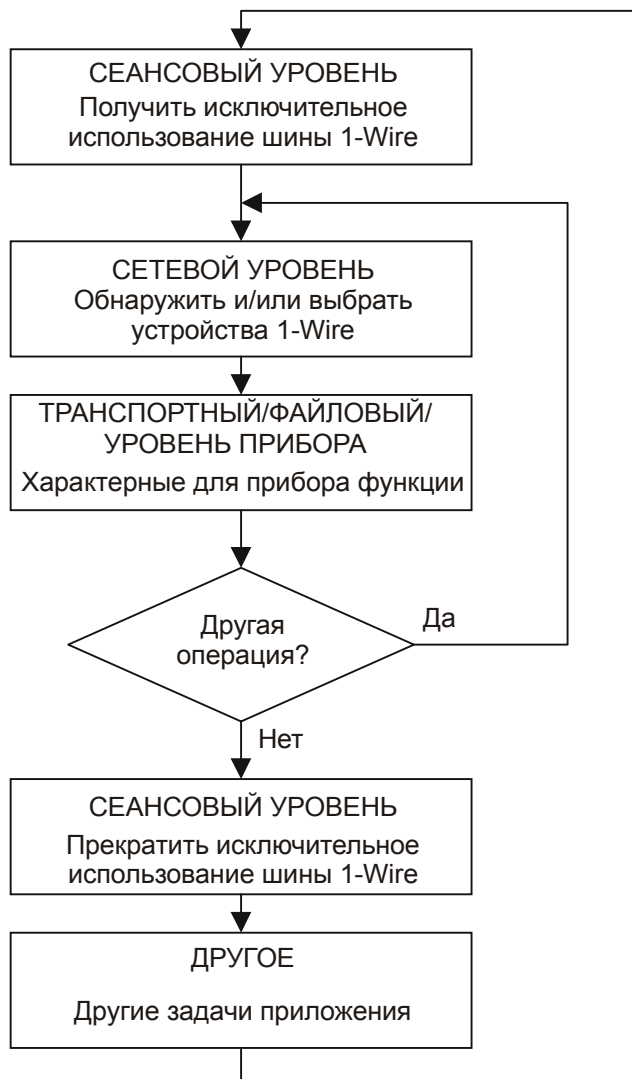 СЕАНСОВЫЙ УРОВЕНЬ
Получить исключительное
использование шины 1-Wire
СЕТЕВОЙ УРОВЕНЬ
Обнаружить и/или выбрать
устройства 1-Wire
ТРАНСПОРТНЫЙ/ФАЙЛОВЫЙ/
УРОВЕНЬ ПРИБОРА
Характерные для прибора функции
Другая
операция?
Да
Нет
СЕАНСОВЫЙ УРОВЕНЬ
Прекратить исключительное
использование шины 1-Wire
ДРУГОЕ
Другие задачи приложения